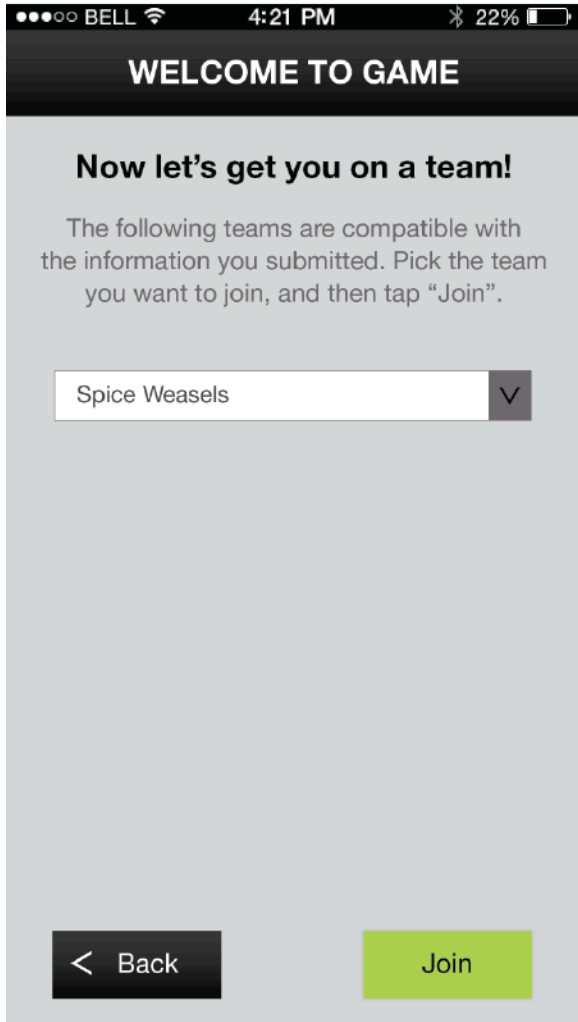 BELL 4:21 PM 22%
WELCOME TO GAME
Now let's get you on a team!
The following teams are compatible with
the information you submitted. Pick the team
you want to join, and then tap “Join”.
Spice Weasels
V
< Back
Join